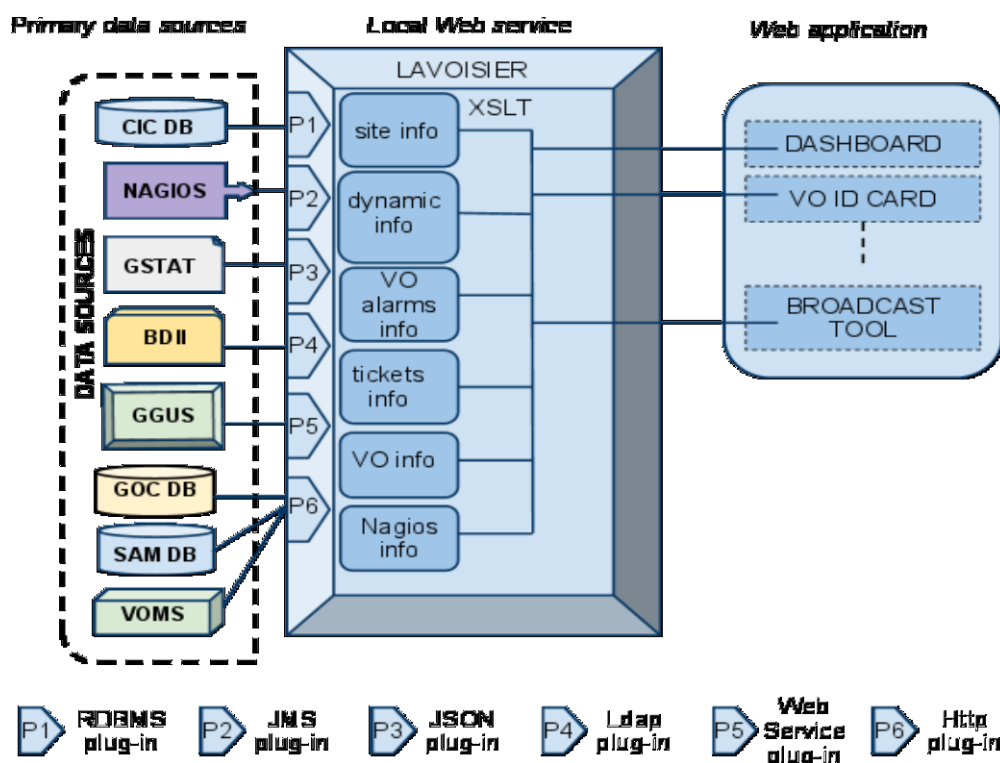 Primary data sources
Local Web service
Web application
DATA SOURCES
CIC DB
NAGIOS
GSTAT
BDII
GGUS
GOC DB
SAM DB
VOMS
P1
P2
P3
P4
P5
P6
LAVOISIER
XSLT
site info
dynamic
info
VO
alarms
info
tickets
info
VO info
Nagios
info
DASHBOARD
VO ID CARD
BROADCAST
TOOL
P1
RDBMS
plug-in
P2
JMS
plug-in
P3
JSON
plug-in
P4
Ldap
plug-in
P5
Web
Service
plug-in
P6
Http
plug-in